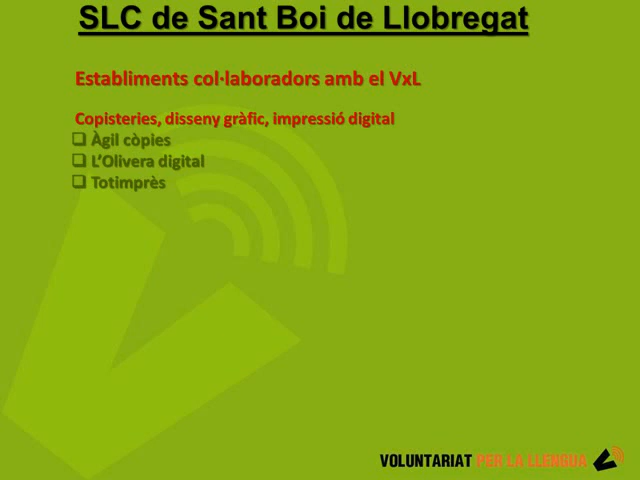 SLC de Sant Boi de Llobregat
Establiments col·laboradors amb el VxL
Copisteries, disseny gràfic, impressió digital
❑ Àgil còpies
❑ L’Olivera digital
❑ Totimprès
VOLUNTARIAT PER LA LLENGUA